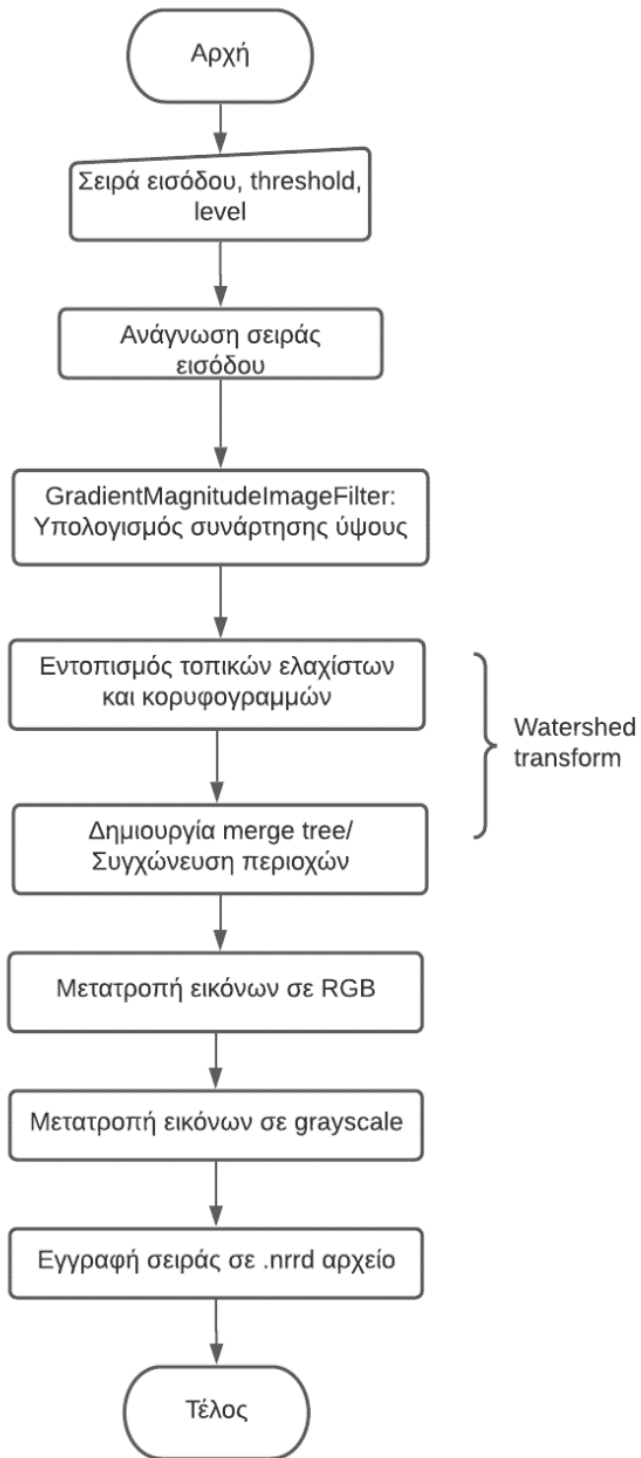 Αρχή
Σειρά εισόδου, threshold,
level
Ανάγνωση σειράς
εισόδου
GradientMagnitudeImageFilter:
Υπολογισμός συνάρτησης ύψους
Εντοπισμός τοπικών ελαχίστων
και κορυφογραμμών
Watershed
transform
Δημιουργία merge tree/
Συγχώνευση περιοχών
Μετατροπή εικόνων σε RGB
Μετατροπή εικόνων σε grayscale
Εγγραφή σειράς σε .nrrd αρχείο
Τέλος